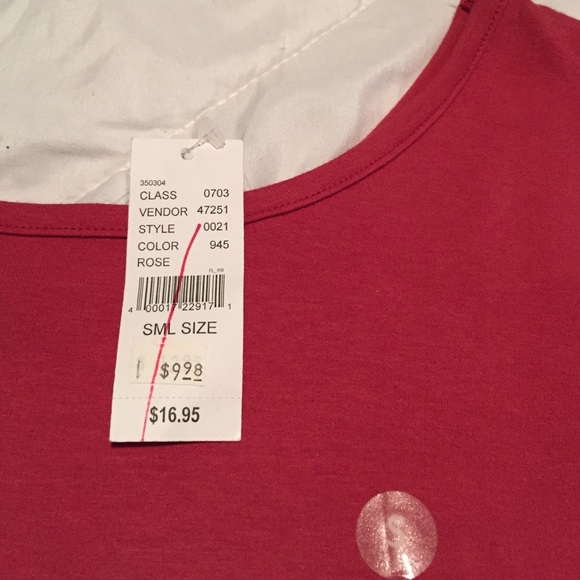 350304
CLASS 0703
VENDOR 47251
STYLE 0021
COLOR 945
ROSE
4 00017 22917 1
SML SIZE
$9.98
$16.95
S